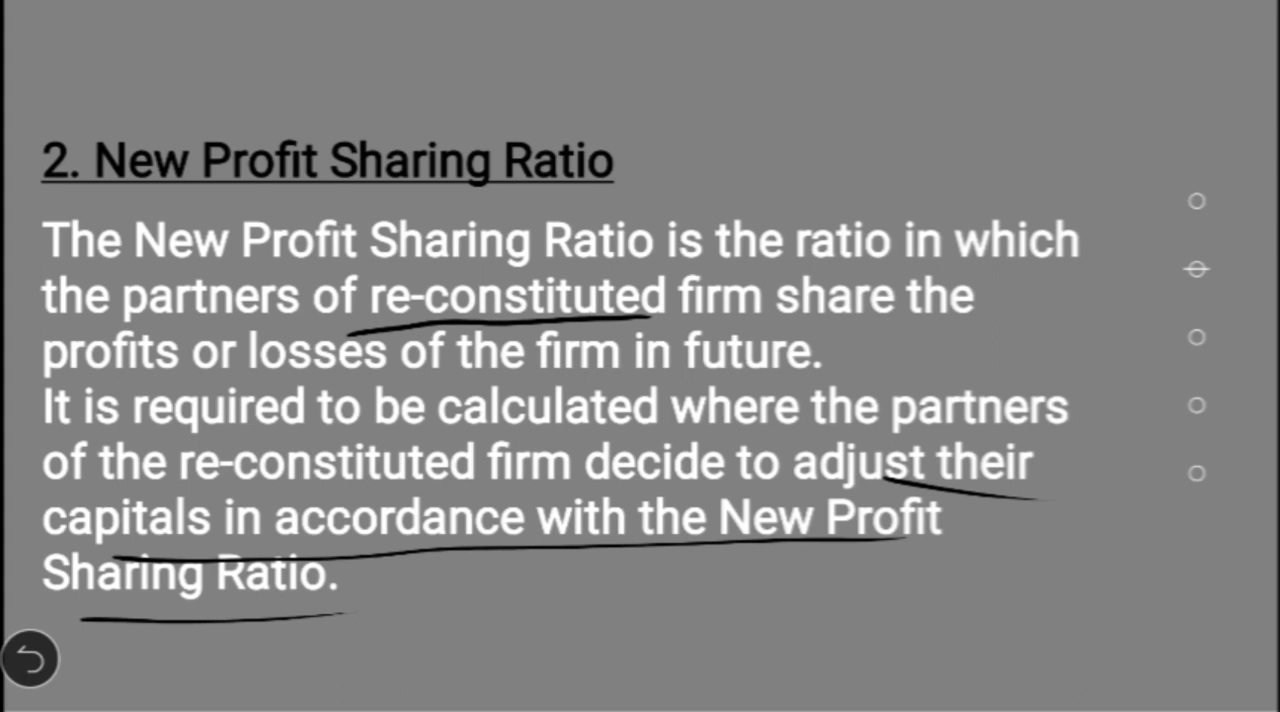 2. New Profit Sharing Ratio
The New Profit Sharing Ratio is the ratio in which
the partners of re-constituted firm share the
profits or losses of the firm in future.
It is required to be calculated where the partners
of the re-constituted firm decide to adjust their
capitals in accordance with the New Profit
Sharing Ratio.